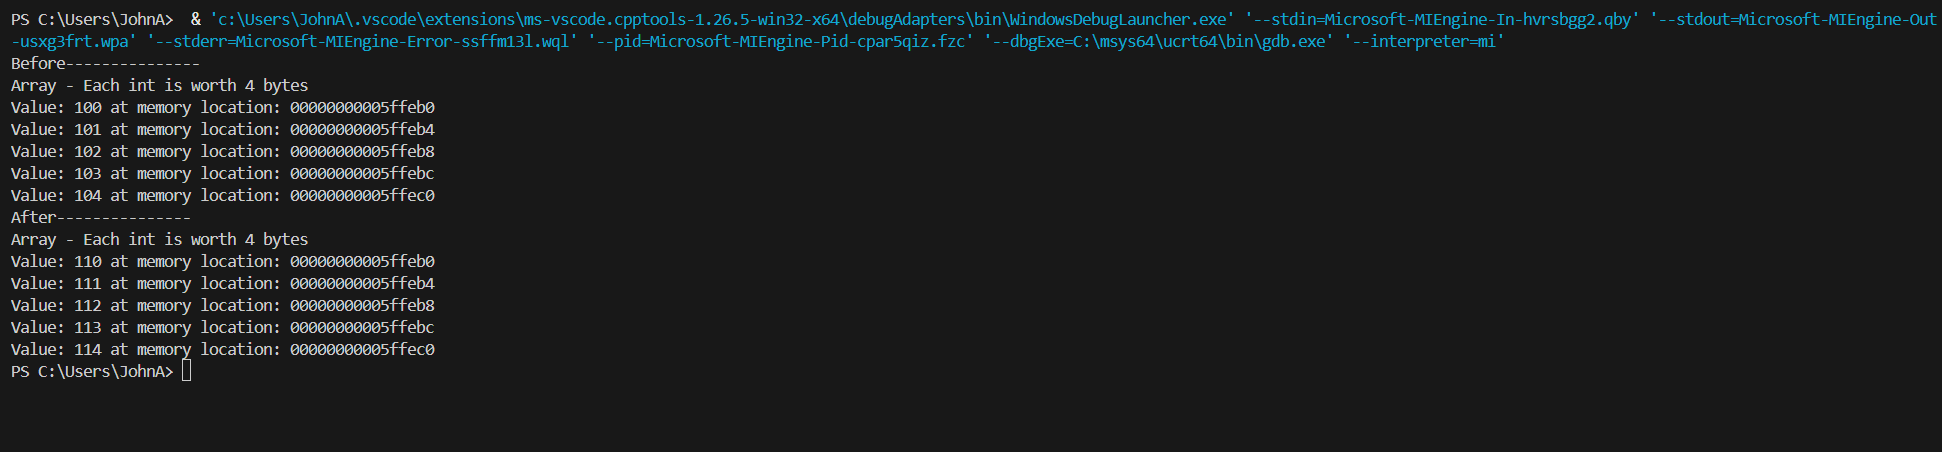 PS C:\Users\JohnA>  & 'c:\Users\JohnA\.vscode\extensions\ms-vscode.cpptools-1.26.5-win32-x64\debugAdapters\bin\WindowsDebugLauncher.exe' '--stdin=Microsoft-MIEngine-In-hvrsbgg2.qby' '--stdout=Microsoft-MIEngine-Out
-usxg3frt.wpa' '--stderr=Microsoft-MIEngine-Error-ssffm13l.wql' '--pid=Microsoft-MIEngine-Pid-cpar5qiz.fzc' '--dbgExe=C:\msys64\ucrt64\bin\gdb.exe' '--interpreter=mi'
Before---------------
Array - Each int is worth 4 bytes
Value: 100 at memory location: 00000000005ffeb0
Value: 101 at memory location: 00000000005ffeb4
Value: 102 at memory location: 00000000005ffeb8
Value: 103 at memory location: 00000000005ffebc
Value: 104 at memory location: 00000000005ffec0
After---------------
Array - Each int is worth 4 bytes
Value: 110 at memory location: 00000000005ffeb0
Value: 111 at memory location: 00000000005ffeb4
Value: 112 at memory location: 00000000005ffeb8
Value: 113 at memory location: 00000000005ffebc
Value: 114 at memory location: 00000000005ffec0
PS C:\Users\JohnA>